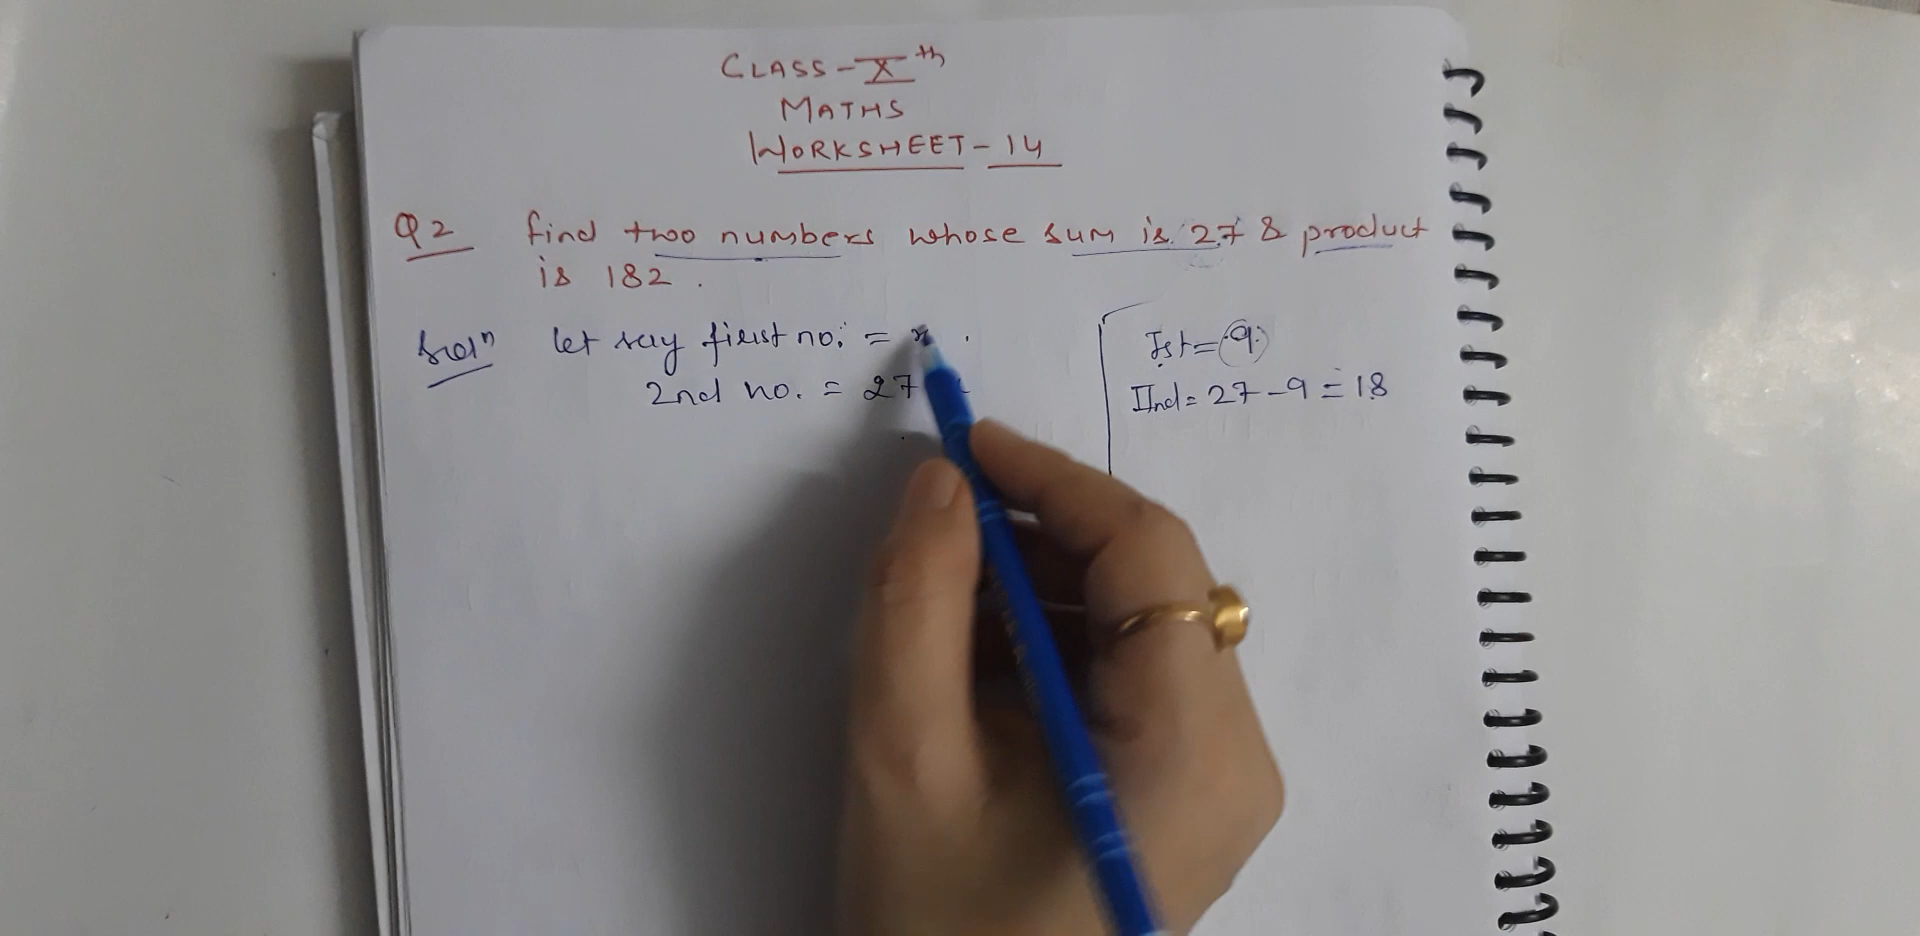 CLASS-Xth
MATHS
WORKSHEET-14
Q2 find two numbers whose sum is 27 & product
is 182.
Soln let say first no. = x
2nd no. = 27
Ist = 9
IInd = 27-9 = 18